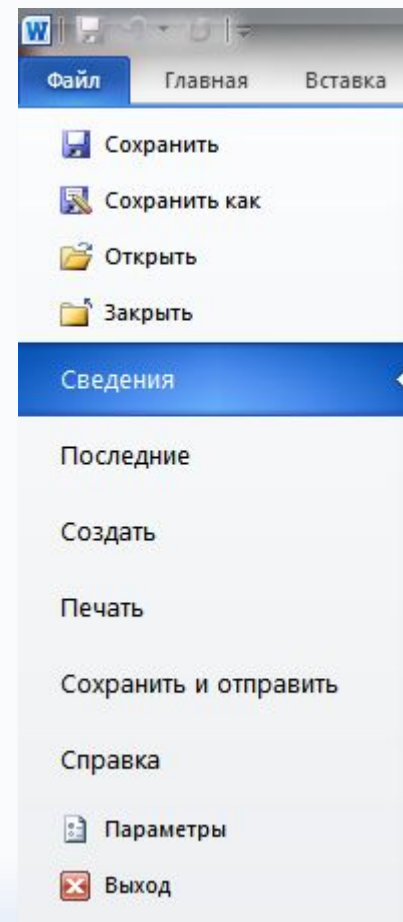 W
Файл Главная Вставка
Сохранить
Сохранить как
Открыть
Закрыть
Сведения
Последние
Создать
Печать
Сохранить и отправить
Справка
Параметры
Выход